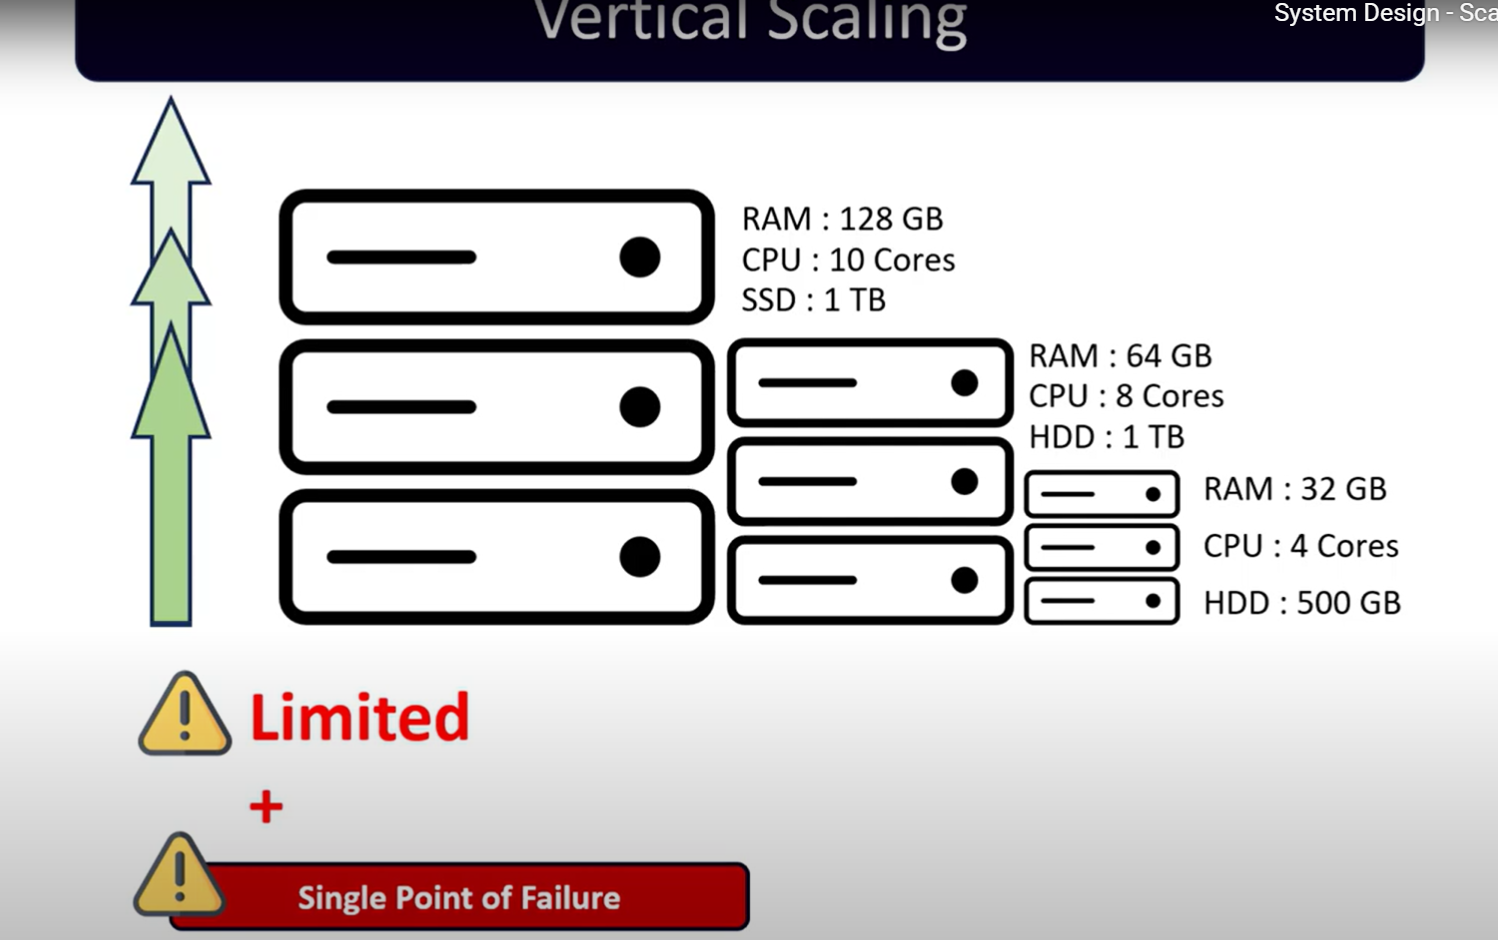 Vertical Scaling
System Design - Sca
RAM : 128 GB
CPU : 10 Cores
SSD : 1 TB
RAM : 64 GB
CPU : 8 Cores
HDD : 1 TB
RAM : 32 GB
CPU : 4 Cores
HDD : 500 GB
Limited
+
Single Point of Failure